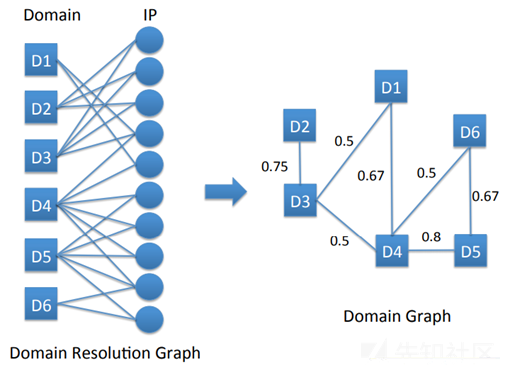 Domain IP
D1
D2
D3
D4
D5
D6
D1
D2
D6
0.75
0.5
0.67
0.5
0.67
D3
0.5
D4
0.8
D5
Domain Graph
Domain Resolution Graph
先知社区